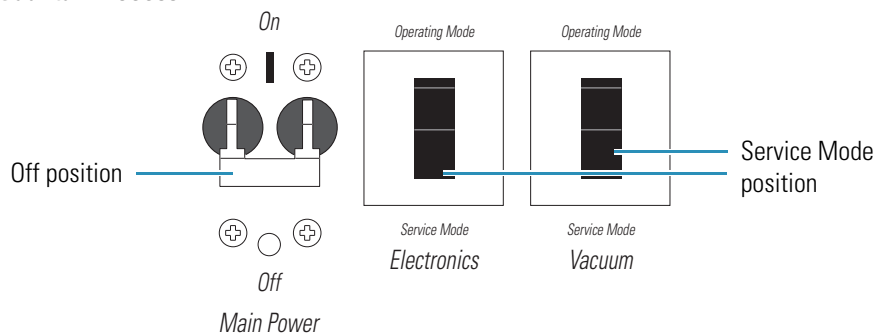 On
Operating Mode
Operating Mode
Off position
Service Mode
position
Service Mode
Service Mode
Electronics
Vacuum
Off
Main Power